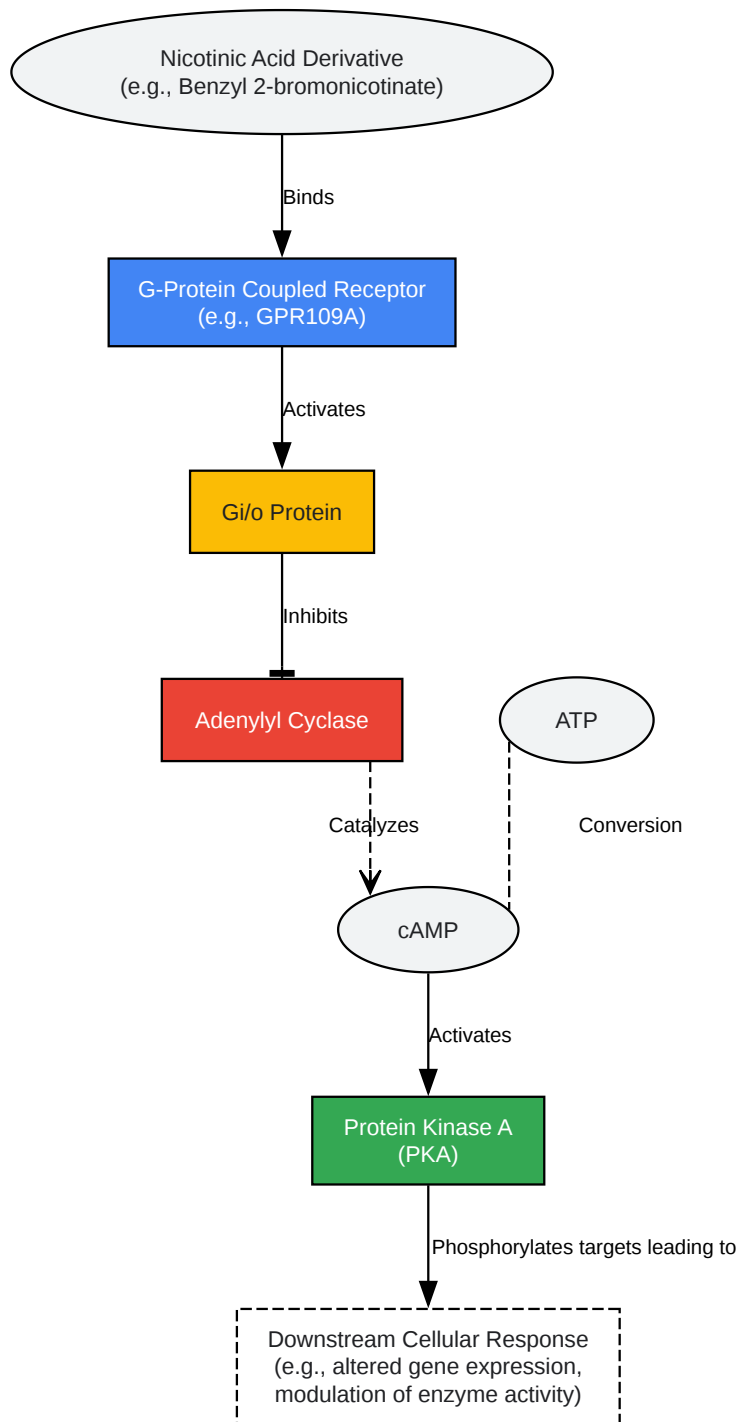 Nicotinic Acid Derivative
(e.g., Benzyl 2-bromonicotinate)
Binds
G-Protein Coupled Receptor
(e.g., GPR109A)
Activates
Gi/o Protein
Inhibits
Adenylyl Cyclase
ATP
Catalyzes
Conversion
cAMP
Activates
Protein Kinase A
(PKA)
Phosphorylates targets leading to
Downstream Cellular Response
(e.g., altered gene expression,
modulation of enzyme activity)